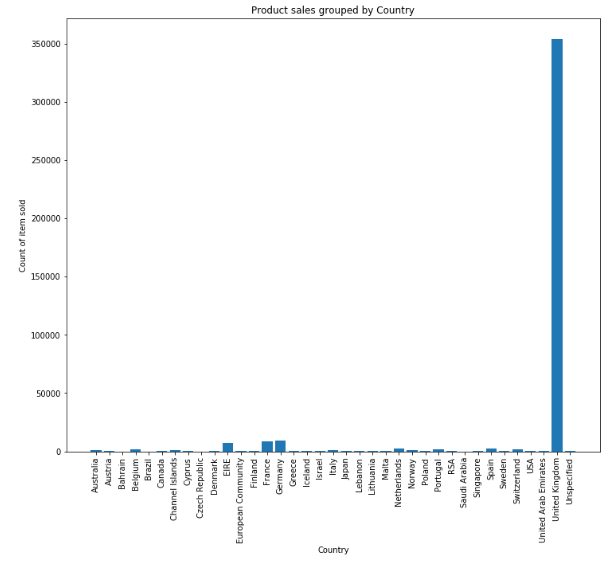 Product sales grouped by Country
350000
300000
250000
200000
150000
100000
50000
0
Count of item sold
Australia
Austria
Bahrain
Belgium
Brazil
Canada
Channel Islands
Cyprus
Czech Republic
Denmark
EIRE
European Community
Finland
France
Germany
Greece
Iceland
Israel
Italy
Japan
Lebanon
Lithuania
Malta
Netherlands
Norway
Poland
Portugal
RSA
Saudi Arabia
Singapore
Spain
Sweden
Switzerland
USA
United Arab Emirates
United Kingdom
Unspecified
Country